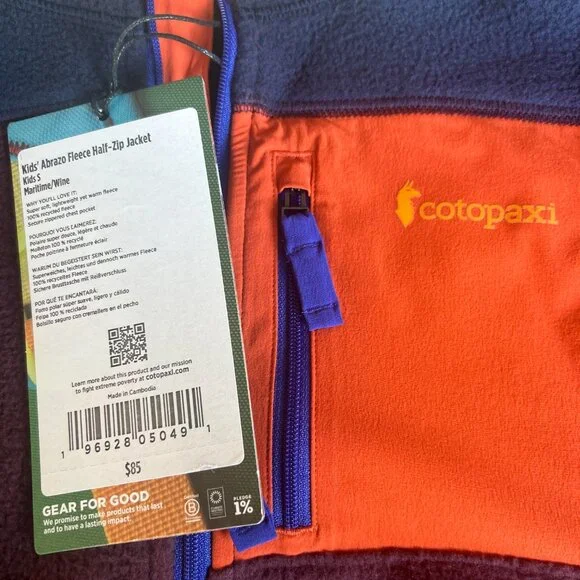 Kids' Abrazo Fleece Half-Zip Jacket
Kids S
Maritime/Wine
WHY YOU'LL LOVE IT:
Super soft, lightweight yet warm fleece
100% recycled fleece
Secure zippered chest pocket
POURQUOI VOUS L'AIMEREZ:
Polaire super douce, légère et chaude
Molleton 100 % recyclé
Poche poitrine à fermeture éclair
WARUM DU BEGEISTERT SEIN WIRST:
Superweiches, leichtes und dennoch warmes Fleece
100% recyceltes Fleece
Sichere Brusttasche mit Reißverschluss
POR QUÉ TE ENCANTARÁ:
Forro polar súper suave, ligero y cálido
Felpa 100 % reciclada
Bolsillo seguro con cremallera en el pecho
Learn more about this product and our mission
to fight extreme poverty at cotopaxi.com
Made in Cambodia
1 96928 05049 1
$85
GEAR FOR GOOD
We promise to make products that last
and to have a lasting impact.
PLEDGE
1%
cotopaxi